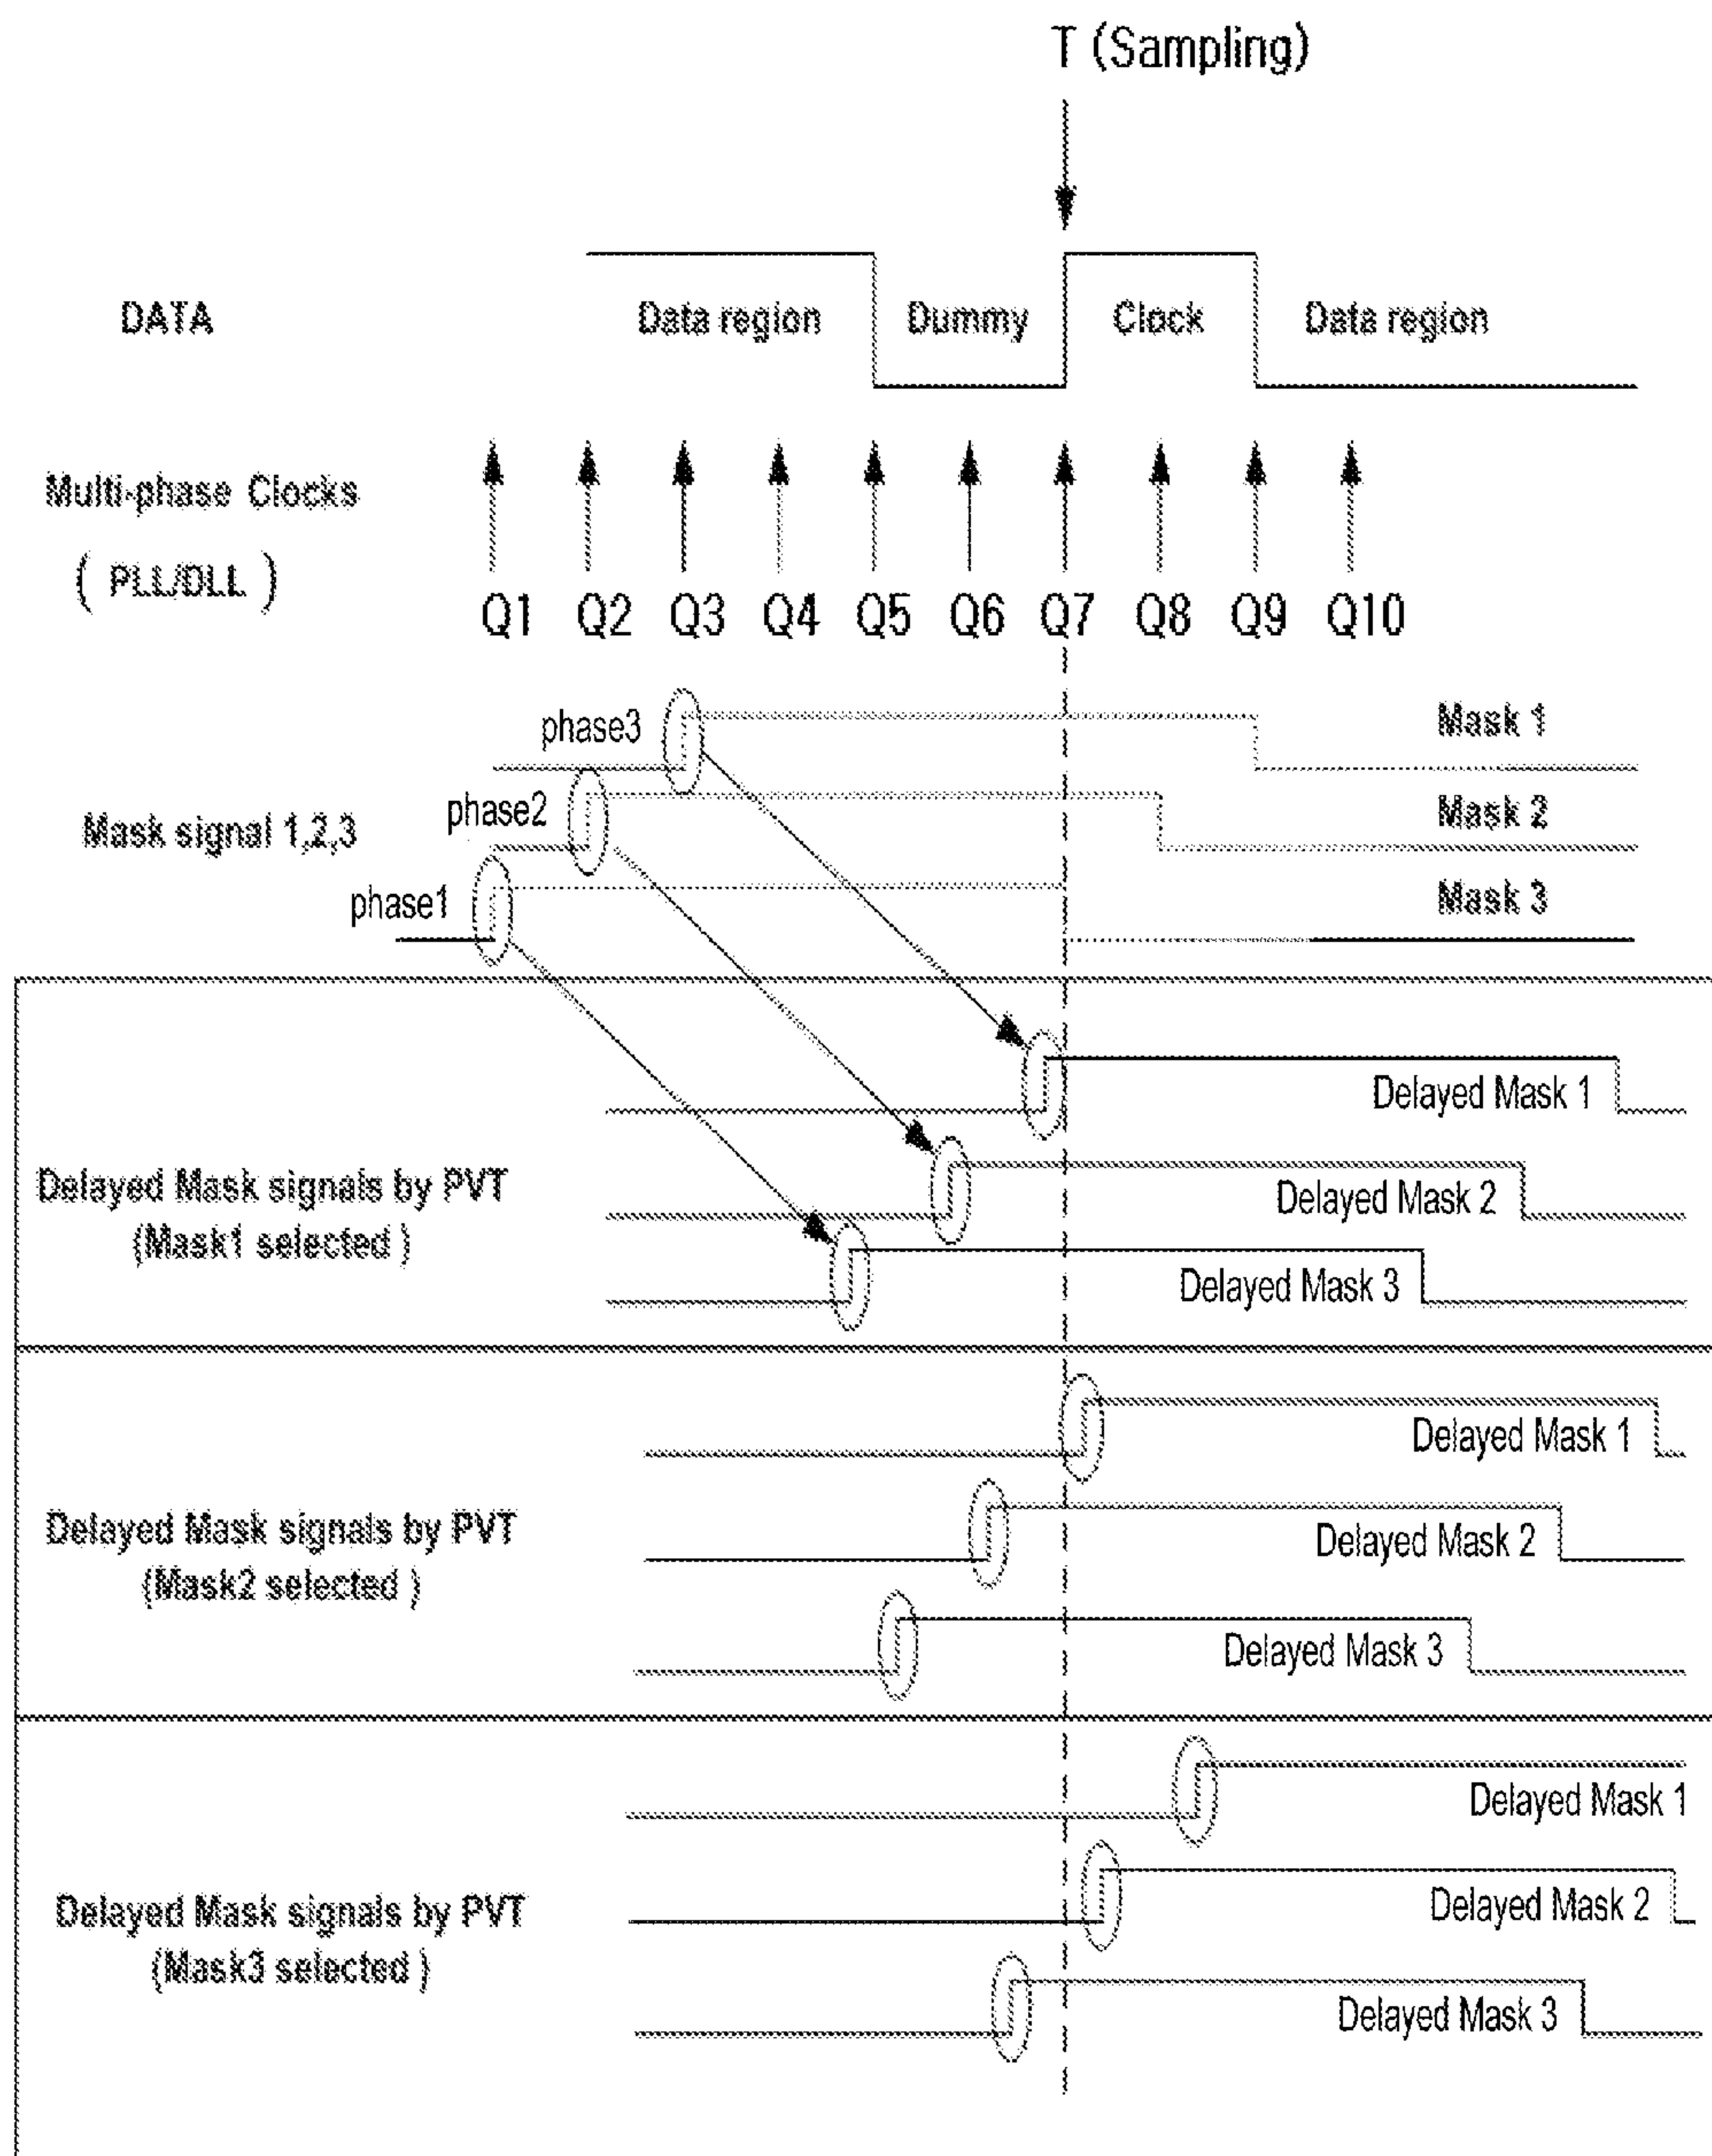 T (Sampling)
DATA
Data region
Dummy
Clock
Data region
Multi-phase Clocks
( PLL/DLL )
Q1 Q2 Q3 Q4 Q5 Q6 Q7 Q8 Q9 Q10
phase3
Mask 1
Mask signal 1,2,3
phase2
Mask 2
phase1
Mask 3
Delayed Mask 1
Delayed Mask signals by PVT
(Mask1 selected )
Delayed Mask 2
Delayed Mask 3
Delayed Mask 1
Delayed Mask signals by PVT
(Mask2 selected )
Delayed Mask 2
Delayed Mask 3
Delayed Mask 1
Delayed Mask signals by PVT
(Mask3 selected )
Delayed Mask 2
Delayed Mask 3